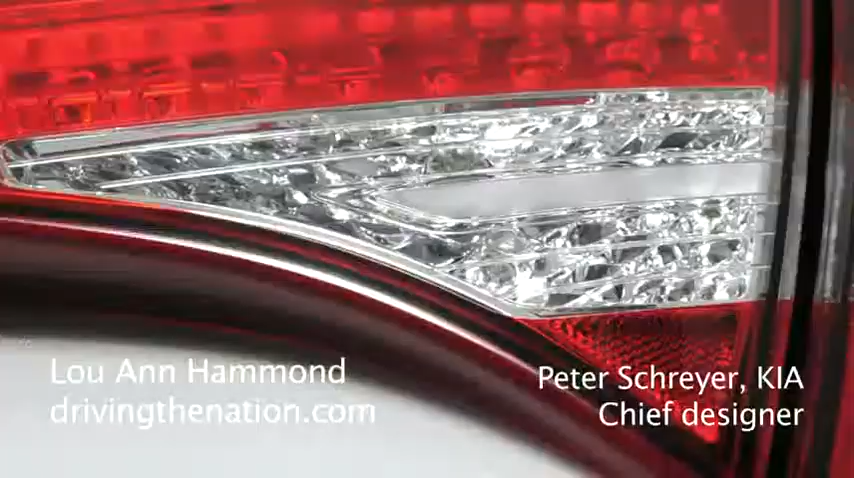 Lou Ann Hammond
drivingthenation.com
Peter Schreyer, KIA
Chief designer